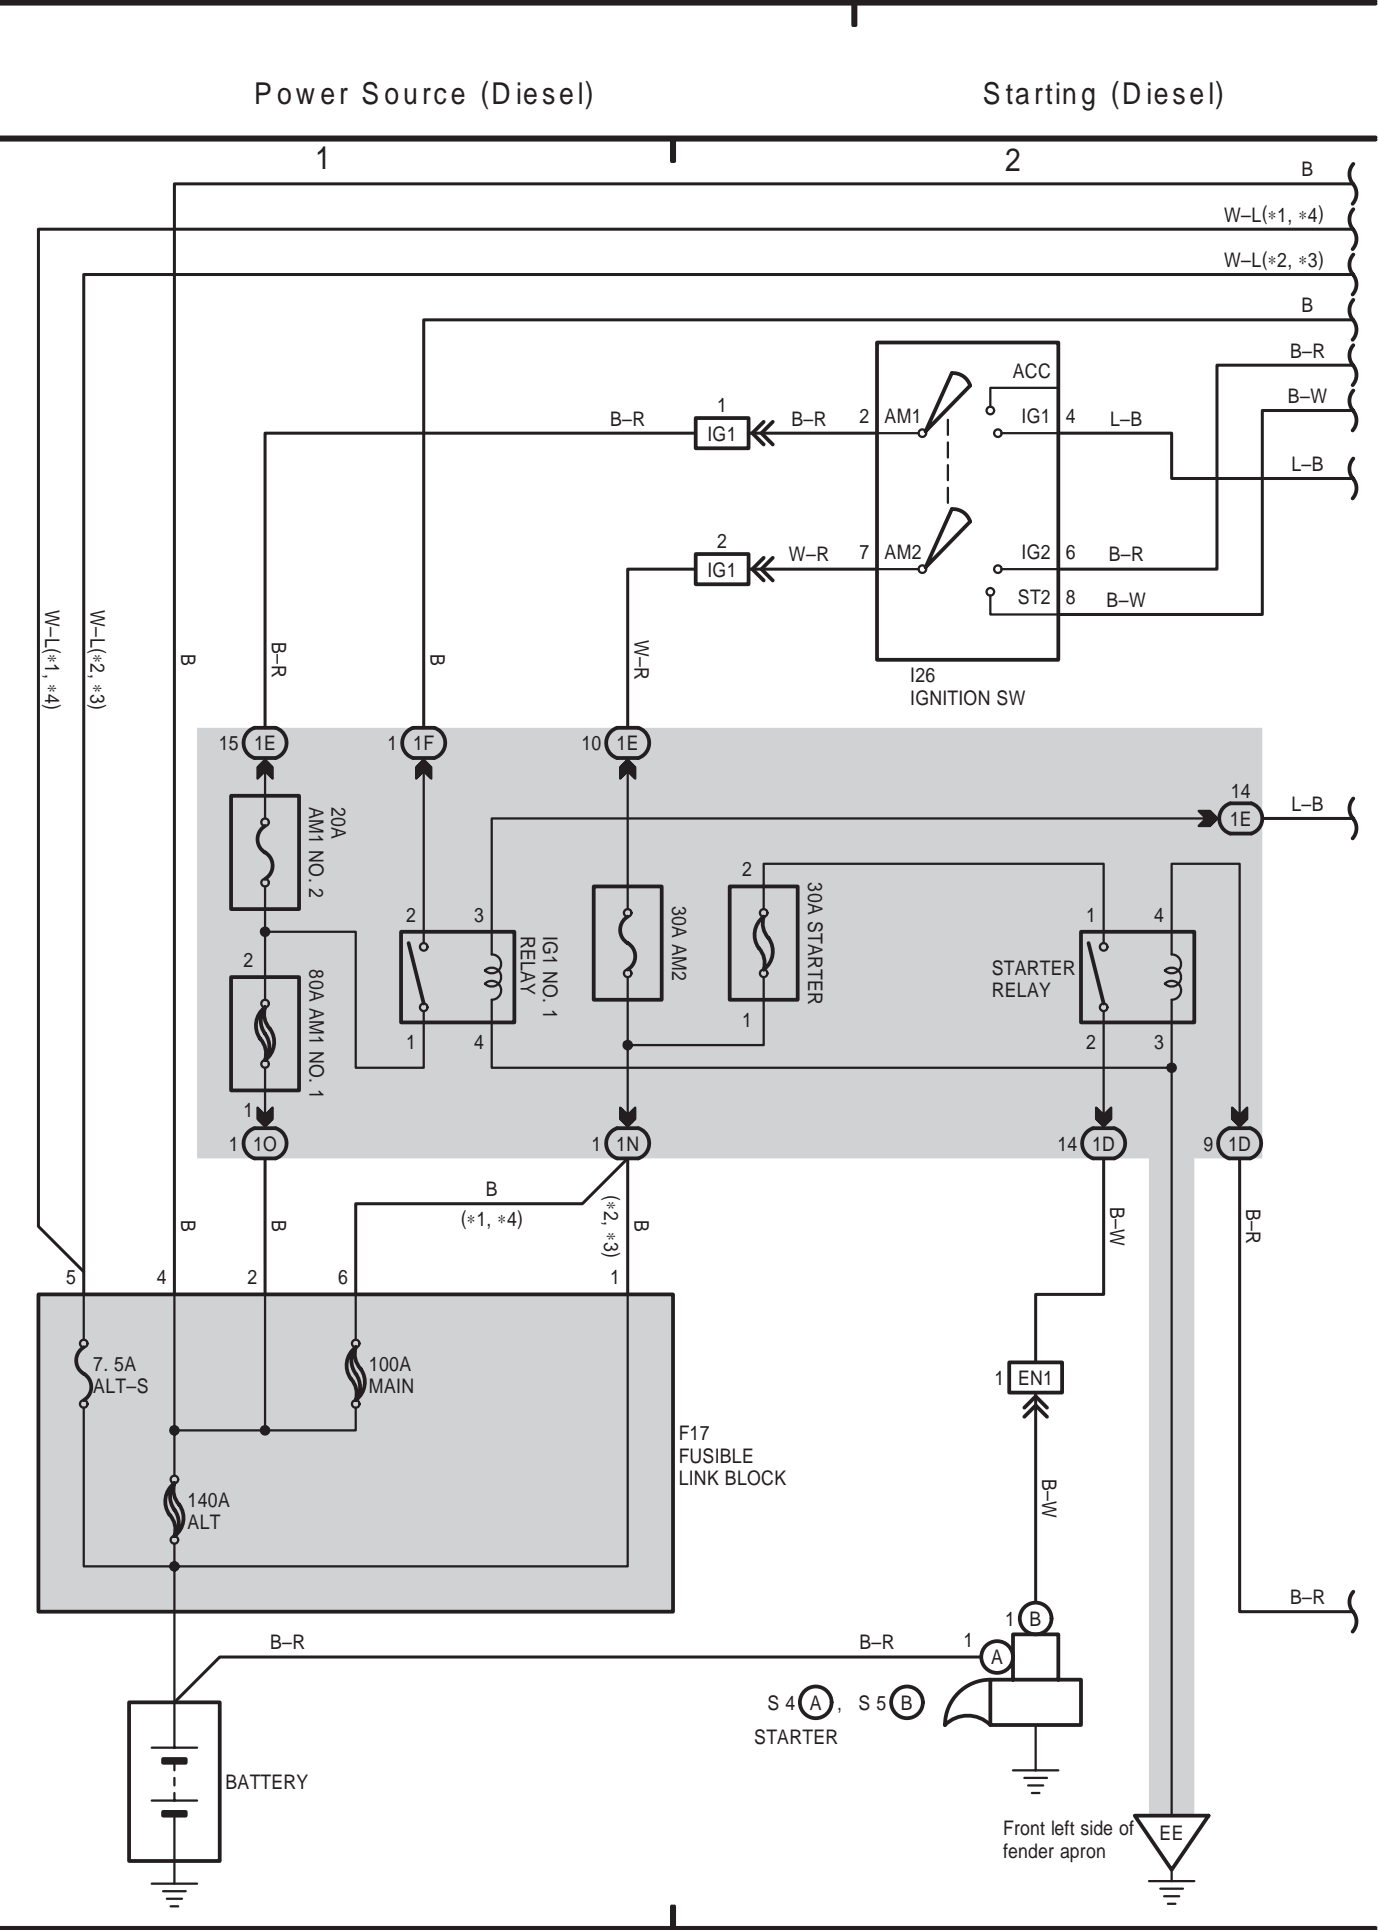 Power Source (Diesel)
Starting (Diesel)
1
2
B
W–L(∗1, ∗4)
W–L(∗2, ∗3)
B
B–R
B–W
L–B
ACC
1
B–R
IG1
B–R
2
AM1
IG1
4
L–B
2
IG1
W–R
7
AM2
IG2
6
B–R
ST2
8
B–W
I26
IGNITION SW
W–L(∗1, ∗4)
W–L(∗2, ∗3)
B
B–R
B
W–R
15
1E
1
1F
10
1E
14
1E
L–B
20A
AM1 NO. 2
2
80A AM1 NO. 1
1
2
3
IG1 NO. 1
RELAY
1
4
30A AM2
2
30A STARTER
1
1
4
STARTER
RELAY
2
3
1
1O
1
1N
14
1D
9
1D
B
(∗1, ∗4)
(∗2, ∗3)
B
B
B
B–W
B–R
5
4
2
6
1
7. 5A
ALT–S
100A
MAIN
140A
ALT
F17
FUSIBLE
LINK BLOCK
1
EN1
B–W
B–R
1
B
B–R
B–R
1
A
S 4 A , S 5 B
STARTER
BATTERY
Front left side of
fender apron
EE